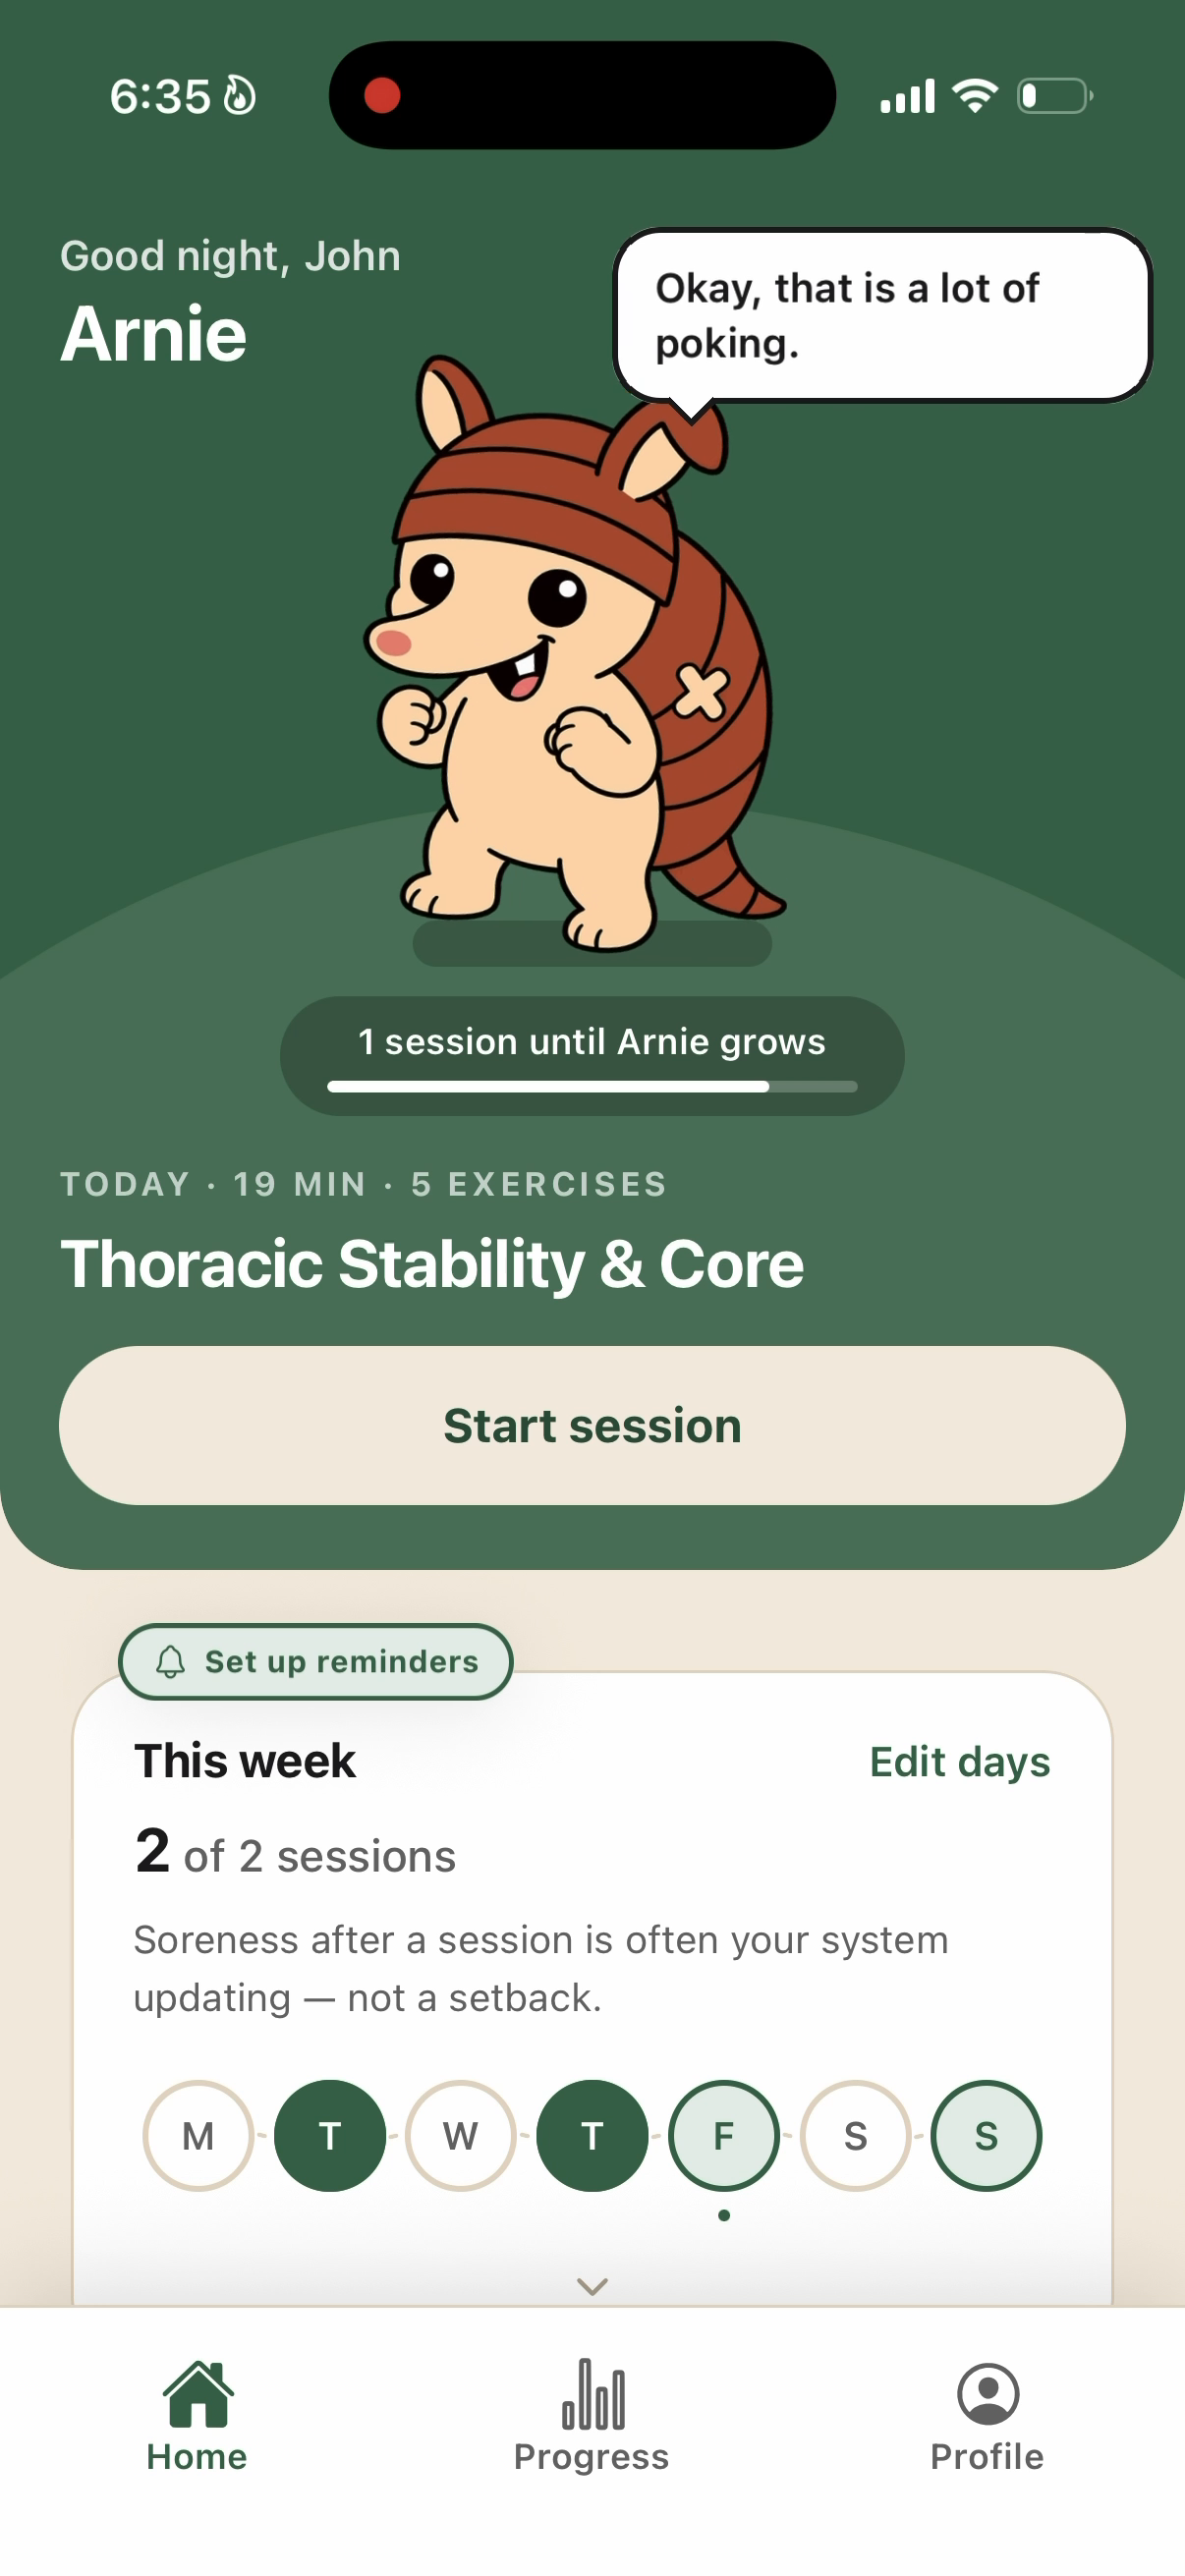 6:35
Good night, John
Arnie
Okay, that is a lot of
poking.
1 session until Arnie grows
TODAY · 19 MIN · 5 EXERCISES
Thoracic Stability & Core
Start session
Set up reminders
This week
Edit days
2 of 2 sessions
Soreness after a session is often your system
updating — not a setback.
M T W T F S S
Home
Progress
Profile